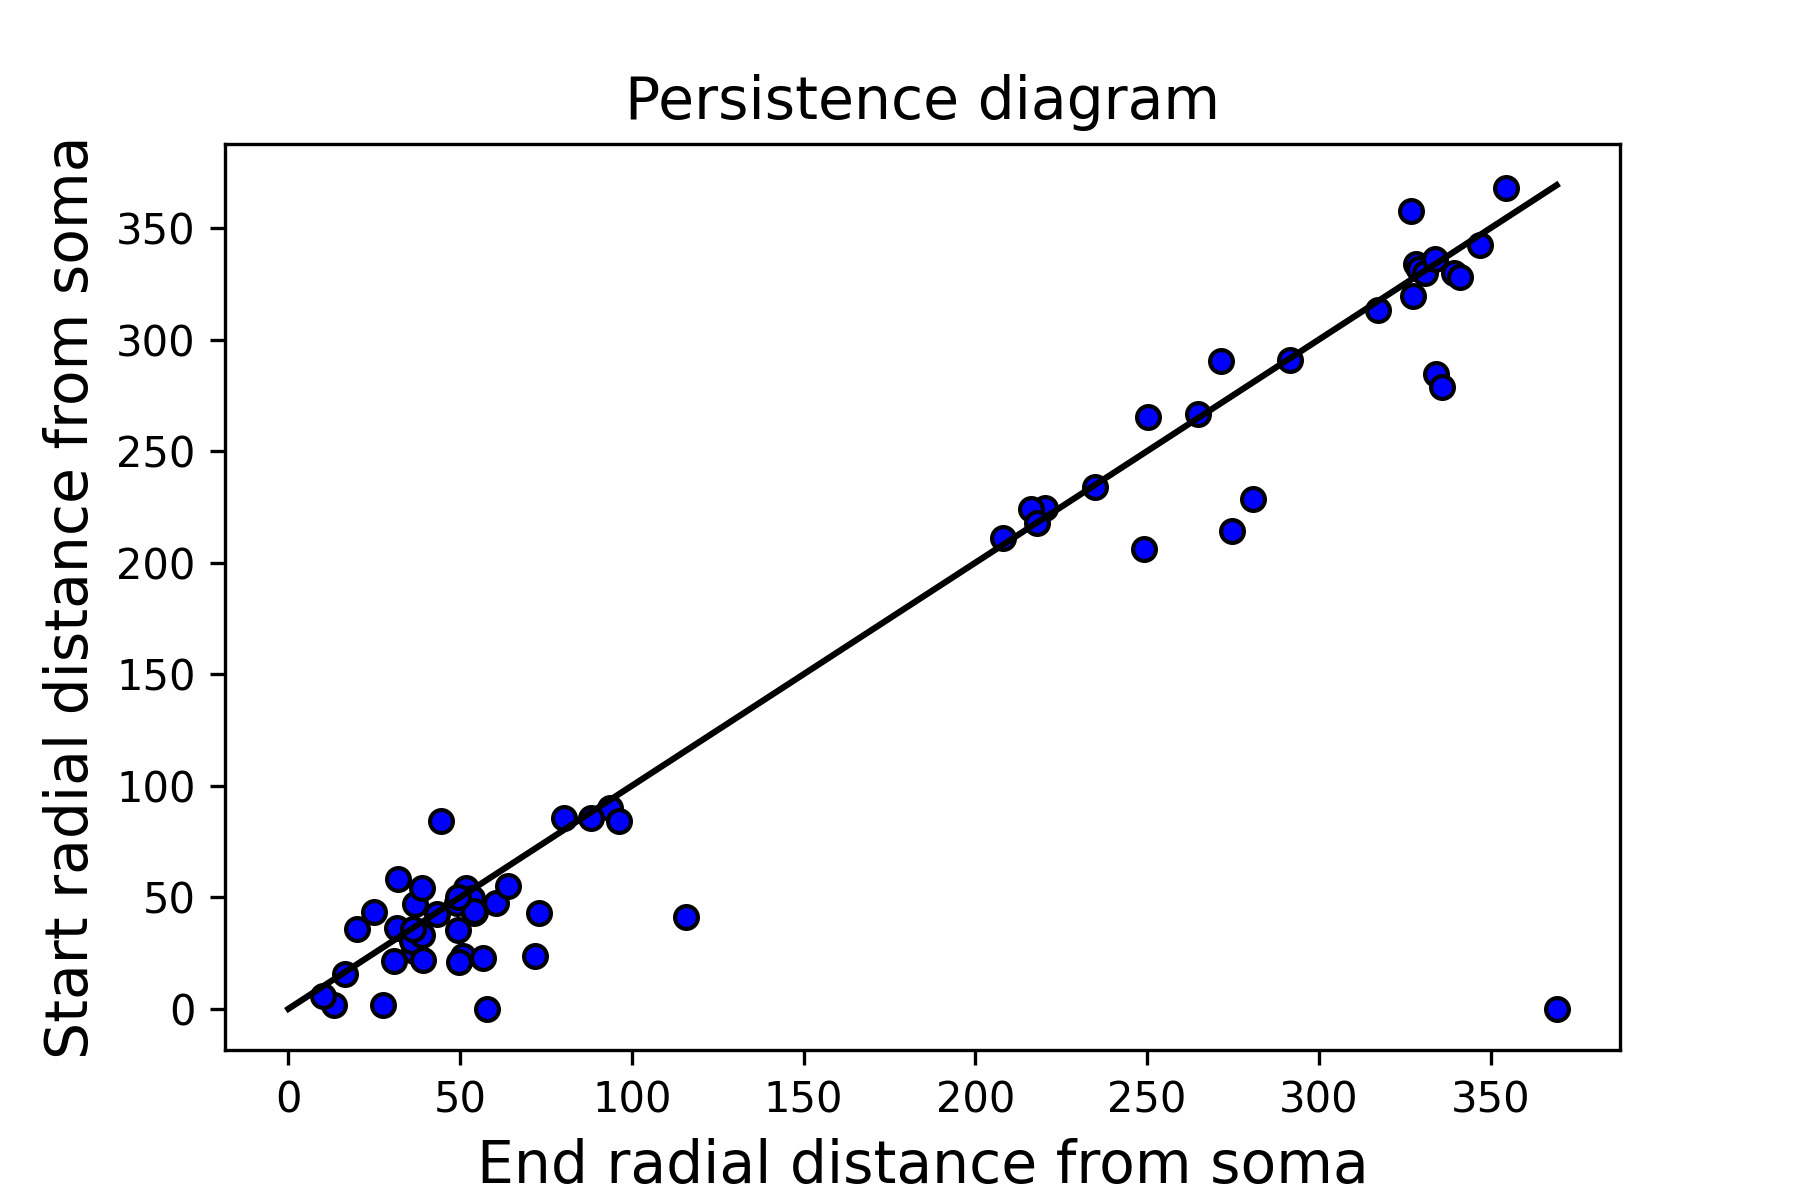 Persistence diagram
Start radial distance from soma
350
300
250
200
150
100
50
0
0 50 100 150 200 250 300 350
End radial distance from soma